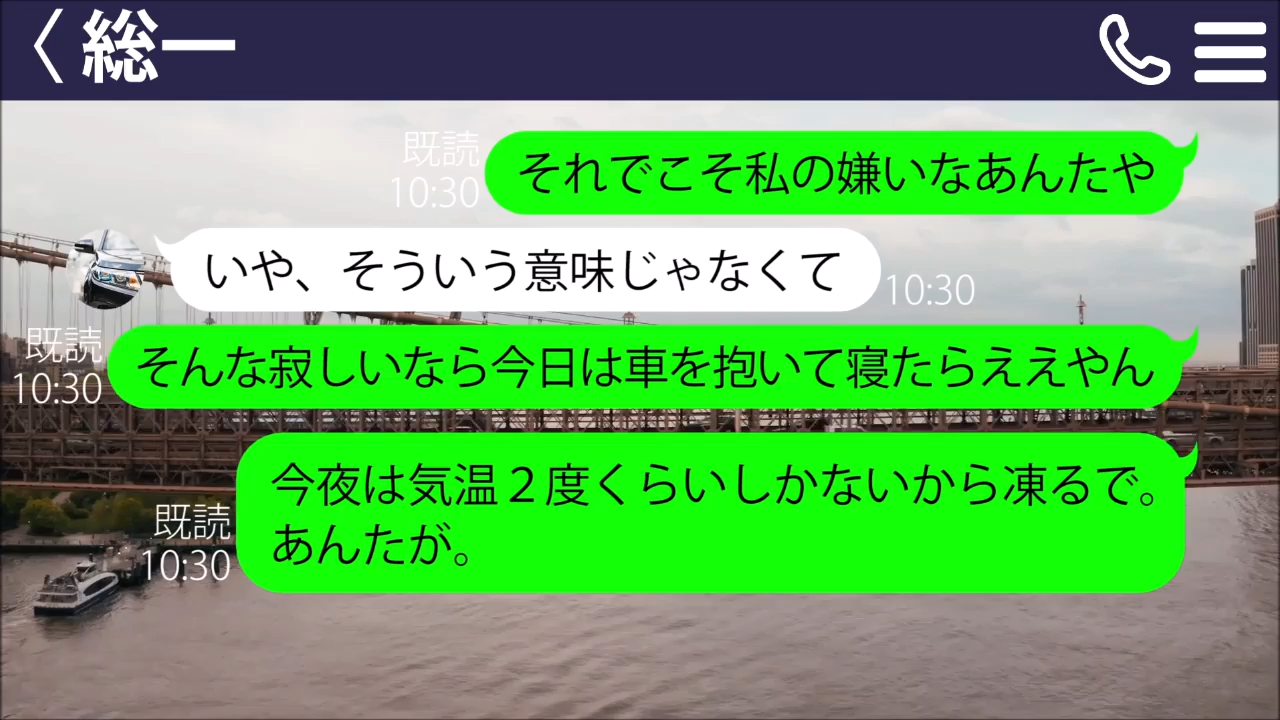 総一
それでこそ私の嫌いなあんたや
既読
10:30
いや、そういう意味じゃなくて
10:30
そんな寂しいなら今日は車を抱いて寝たらええやん
既読
10:30
今夜は気温２度くらいしかないから凍るで。
あんたが。
既読
10:30